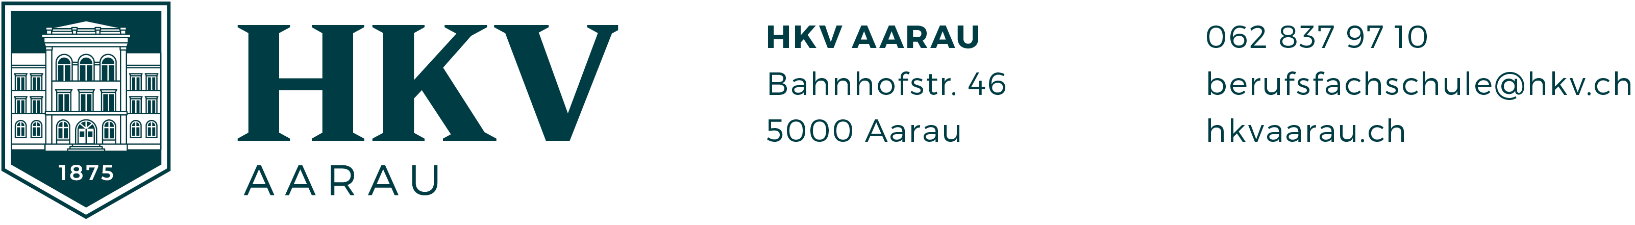 1875
HKV
AARAU
HKV AARAU
Bahnhofstr. 46
5000 Aarau
062 837 97 10
berufsfachschule@hkv.ch
hkvaarau.ch